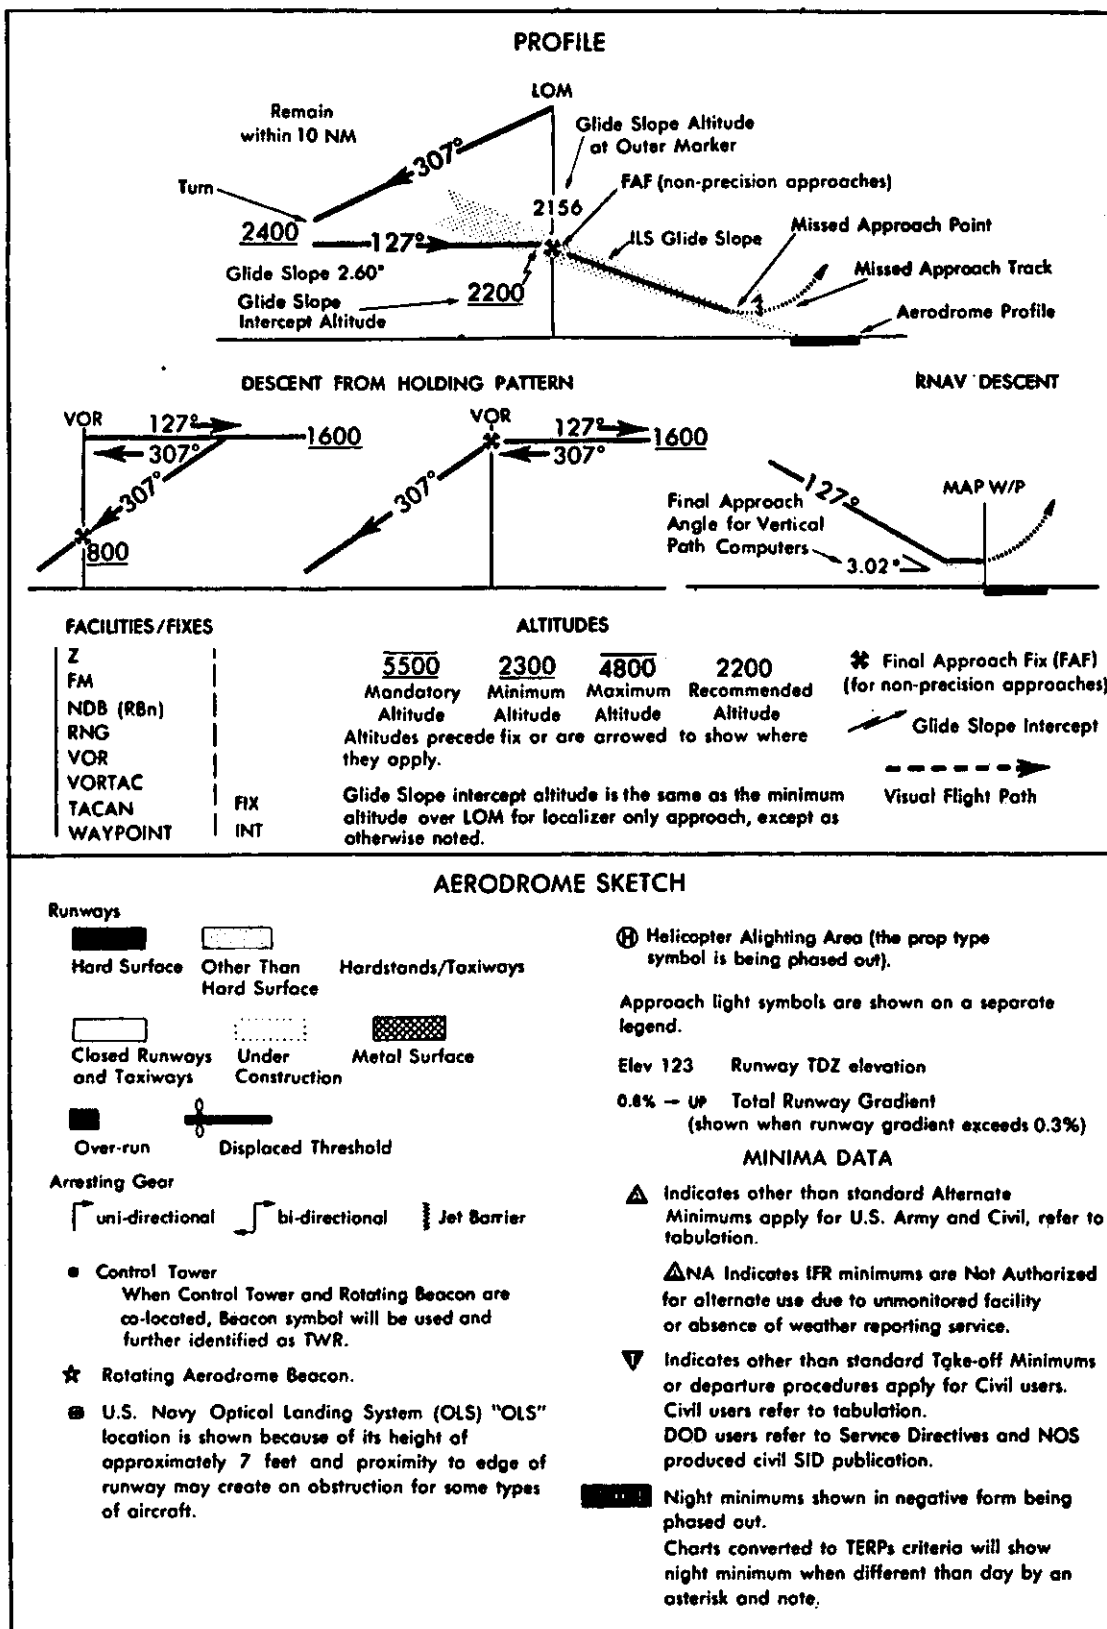 PROFILE
LOM
Remain
within 10 NM
Glide Slope Altitude
at Outer Marker
307°
Turn
FAF (non-precision approaches)
2156
2400
127°
ILS Glide Slope
Missed Approach Point
Glide Slope 2.60°
2200
Glide Slope
Intercept Altitude
Missed Approach Track
Aerodrome Profile
DESCENT FROM HOLDING PATTERN
RNAV DESCENT
VOR
127°
1600
307°
307°
800
VOR
127°
1600
307°
307°
127°
MAP W/P
Final Approach
Angle for Vertical
Path Computers
3.02°
FACILITIES/FIXES
Z
FM
NDB (RBn)
RNG
VOR
VORTAC
TACAN
WAYPOINT
FIX
INT
ALTITUDES
5500 2300 4800 2200
Mandatory Minimum Maximum Recommended
Altitude Altitude Altitude Altitude
Altitudes precede fix or are arrowed to show where
they apply.
Glide Slope intercept altitude is the same as the minimum
altitude over LOM for localizer only approach, except as
otherwise noted.
Final Approach Fix (FAF)
(for non-precision approaches)
Glide Slope Intercept
Visual Flight Path
AERODROME SKETCH
Runways
Hard Surface
Other Than
Hard Surface
Hardstands/Taxiways
Closed Runways
and Taxiways
Under
Construction
Metal Surface
Over-run
Displaced Threshold
Arresting Gear
uni-directional
bi-directional
Jet Barrier
Control Tower
When Control Tower and Rotating Beacon are
co-located, Beacon symbol will be used and
further identified as TWR.
Rotating Aerodrome Beacon.
U.S. Navy Optical Landing System (OLS) "OLS"
location is shown because of its height of
approximately 7 feet and proximity to edge of
runway may create an obstruction for some types
of aircraft.
H Helicopter Alighting Area (the prop type
symbol is being phased out).
Approach light symbols are shown on a separate
legend.
Elev 123 Runway TDZ elevation
0.8% → UP Total Runway Gradient
(shown when runway gradient exceeds 0.3%)
MINIMA DATA
A Indicates other than standard Alternate
Minimums apply for U.S. Army and Civil, refer to
tabulation.
A NA Indicates IFR minimums are Not Authorized
for alternate use due to unmonitored facility
or absence of weather reporting service.
T Indicates other than standard Take-off Minimums
or departure procedures apply for Civil users.
Civil users refer to tabulation.
DOD users refer to Service Directives and NOS
produced civil SID publication.
Night minimums shown in negative form being
phased out.
Charts converted to TERPs criteria will show
night minimum when different than day by an
asterisk and note.